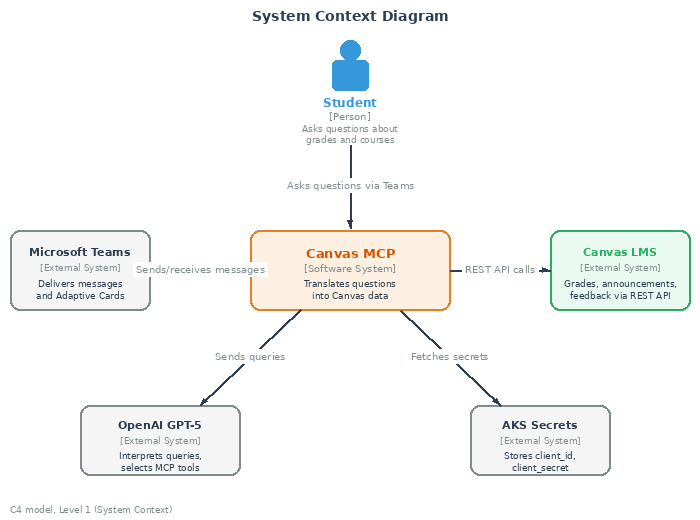 System Context Diagram
Student
[Person]
Asks questions about
grades and courses
Asks questions via Teams
Microsoft Teams
[External System]
Delivers messages
and Adaptive Cards
Sends/receives messages
Canvas MCP
[Software System]
Translates questions
into Canvas data
REST API calls
Canvas LMS
[External System]
Grades, announcements,
feedback via REST API
Sends queries
Fetches secrets
OpenAI GPT-5
[External System]
Interprets queries,
selects MCP tools
AKS Secrets
[External System]
Stores client_id,
client_secret
C4 model, Level 1 (System Context)